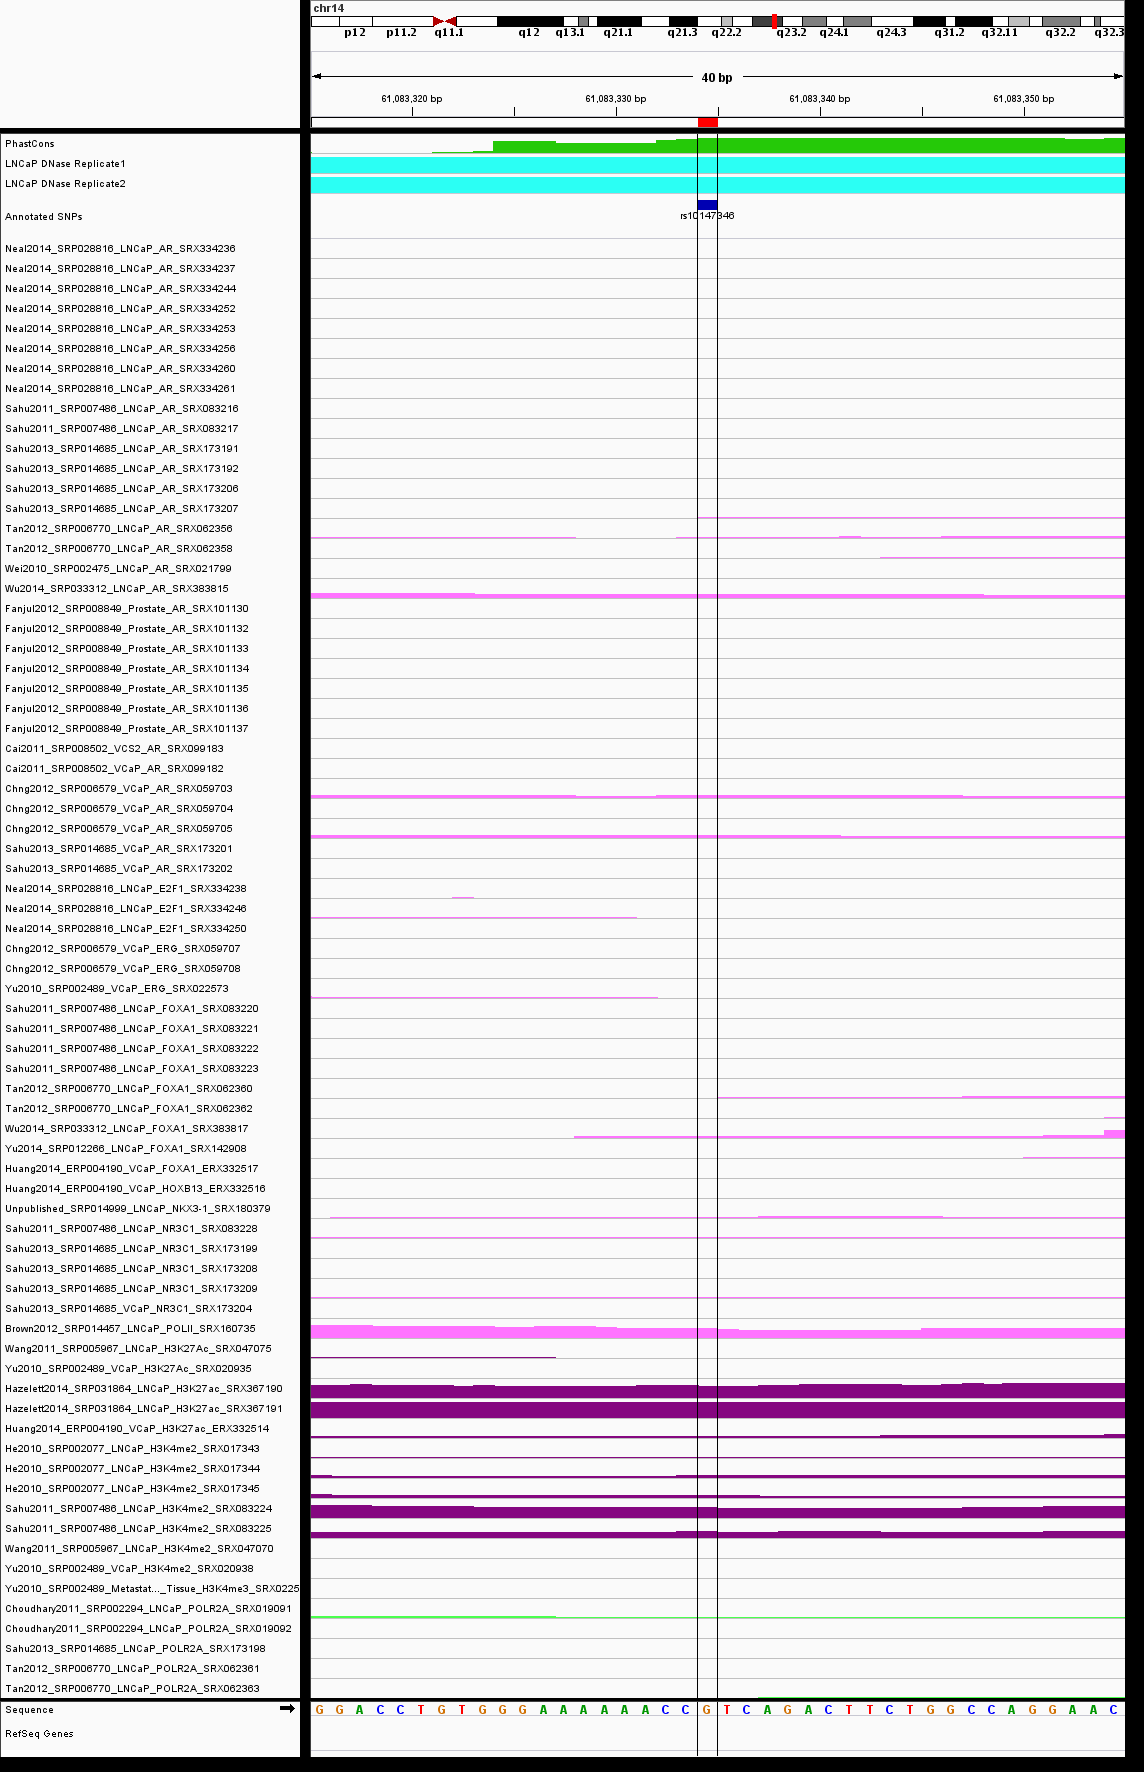 chr14
p12 p11.2 q11.1 q12 q13.1 q21.1 q21.3 q22.2 q23.2 q24.1 q24.3 q31.2 q32.11 q32.2 q32.3
40 bp
61,083,320 bp 61,083,330 bp 61,083,340 bp 61,083,350 bp
PhastCons
LNCaP DNase Replicate1
LNCaP DNase Replicate2
Annotated SNPs rs10147346
Neal2014_SRP028816_LNCaP_AR_SRX334236
Neal2014_SRP028816_LNCaP_AR_SRX334237
Neal2014_SRP028816_LNCaP_AR_SRX334244
Neal2014_SRP028816_LNCaP_AR_SRX334252
Neal2014_SRP028816_LNCaP_AR_SRX334253
Neal2014_SRP028816_LNCaP_AR_SRX334256
Neal2014_SRP028816_LNCaP_AR_SRX334260
Neal2014_SRP028816_LNCaP_AR_SRX334261
Sahu2011_SRP007486_LNCaP_AR_SRX083216
Sahu2011_SRP007486_LNCaP_AR_SRX083217
Sahu2013_SRP014685_LNCaP_AR_SRX173191
Sahu2013_SRP014685_LNCaP_AR_SRX173192
Sahu2013_SRP014685_LNCaP_AR_SRX173206
Sahu2013_SRP014685_LNCaP_AR_SRX173207
Tan2012_SRP006770_LNCaP_AR_SRX062356
Tan2012_SRP006770_LNCaP_AR_SRX062358
Wei2010_SRP002475_LNCaP_AR_SRX021799
Wu2014_SRP033312_LNCaP_AR_SRX383815
Fanjul2012_SRP008849_Prostate_AR_SRX101130
Fanjul2012_SRP008849_Prostate_AR_SRX101132
Fanjul2012_SRP008849_Prostate_AR_SRX101133
Fanjul2012_SRP008849_Prostate_AR_SRX101134
Fanjul2012_SRP008849_Prostate_AR_SRX101135
Fanjul2012_SRP008849_Prostate_AR_SRX101136
Fanjul2012_SRP008849_Prostate_AR_SRX101137
Cai2011_SRP008502_VCS2_AR_SRX099183
Cai2011_SRP008502_VCaP_AR_SRX099182
Chng2012_SRP006579_VCaP_AR_SRX059703
Chng2012_SRP006579_VCaP_AR_SRX059704
Chng2012_SRP006579_VCaP_AR_SRX059705
Sahu2013_SRP014685_VCaP_AR_SRX173201
Sahu2013_SRP014685_VCaP_AR_SRX173202
Neal2014_SRP028816_LNCaP_E2F1_SRX334238
Neal2014_SRP028816_LNCaP_E2F1_SRX334246
Neal2014_SRP028816_LNCaP_E2F1_SRX334250
Chng2012_SRP006579_VCaP_ERG_SRX059707
Chng2012_SRP006579_VCaP_ERG_SRX059708
Yu2010_SRP002489_VCaP_ERG_SRX022573
Sahu2011_SRP007486_LNCaP_FOXA1_SRX083220
Sahu2011_SRP007486_LNCaP_FOXA1_SRX083221
Sahu2011_SRP007486_LNCaP_FOXA1_SRX083222
Sahu2011_SRP007486_LNCaP_FOXA1_SRX083223
Tan2012_SRP006770_LNCaP_FOXA1_SRX062360
Tan2012_SRP006770_LNCaP_FOXA1_SRX062362
Wu2014_SRP033312_LNCaP_FOXA1_SRX383817
Yu2014_SRP012266_LNCaP_FOXA1_SRX142908
Huang2014_ERP004190_VCaP_FOXA1_ERX332517
Huang2014_ERP004190_VCaP_HOXB13_ERX332516
Unpublished_SRP014999_LNCaP_NKX3-1_SRX180379
Sahu2011_SRP007486_LNCaP_NR3C1_SRX083228
Sahu2013_SRP014685_LNCaP_NR3C1_SRX173199
Sahu2013_SRP014685_LNCaP_NR3C1_SRX173208
Sahu2013_SRP014685_LNCaP_NR3C1_SRX173209
Sahu2013_SRP014685_VCaP_NR3C1_SRX173204
Brown2012_SRP014457_LNCaP_POLII_SRX160735
Wang2011_SRP005967_LNCaP_H3K27Ac_SRX047075
Yu2010_SRP002489_VCaP_H3K27Ac_SRX020935
Hazelett2014_SRP031864_LNCaP_H3K27ac_SRX367190
Hazelett2014_SRP031864_LNCaP_H3K27ac_SRX367191
Huang2014_ERP004190_VCaP_H3K27ac_ERX332514
He2010_SRP002077_LNCaP_H3K4me2_SRX017343
He2010_SRP002077_LNCaP_H3K4me2_SRX017344
He2010_SRP002077_LNCaP_H3K4me2_SRX017345
Sahu2011_SRP007486_LNCaP_H3K4me2_SRX083224
Sahu2011_SRP007486_LNCaP_H3K4me2_SRX083225
Wang2011_SRP005967_LNCaP_H3K4me2_SRX047070
Yu2010_SRP002489_VCaP_H3K4me2_SRX020938
Yu2010_SRP002489_Metastat..._Tissue_H3K4me3_SRX0225
Choudhary2011_SRP002294_LNCaP_POLR2A_SRX019091
Choudhary2011_SRP002294_LNCaP_POLR2A_SRX019092
Sahu2013_SRP014685_LNCaP_POLR2A_SRX173198
Tan2012_SRP006770_LNCaP_POLR2A_SRX062361
Tan2012_SRP006770_LNCaP_POLR2A_SRX062363
Sequence G G A C C T G T G G G A A A A A A C C G T C A G A C T T C T G G C C A G G A A C
RefSeq Genes